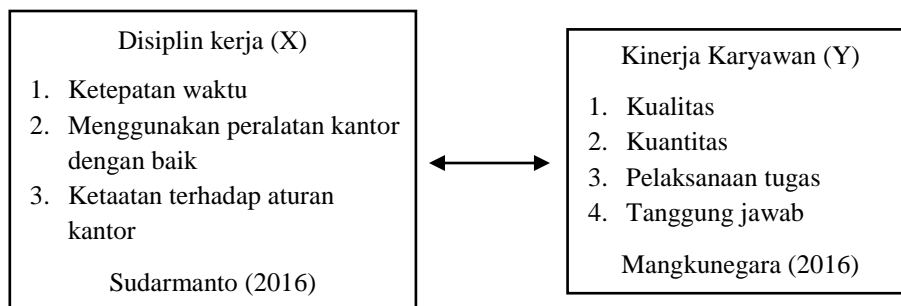 Disiplin kerja (X)
1. Ketepatan waktu
2. Menggunakan peralatan kantor
dengan baik
3. Ketaatan terhadap aturan
kantor
Sudarmanto (2016)
Kinerja Karyawan (Y)
1. Kualitas
2. Kuantitas
3. Pelaksanaan tugas
4. Tanggung jawab
Mangkunegara (2016)